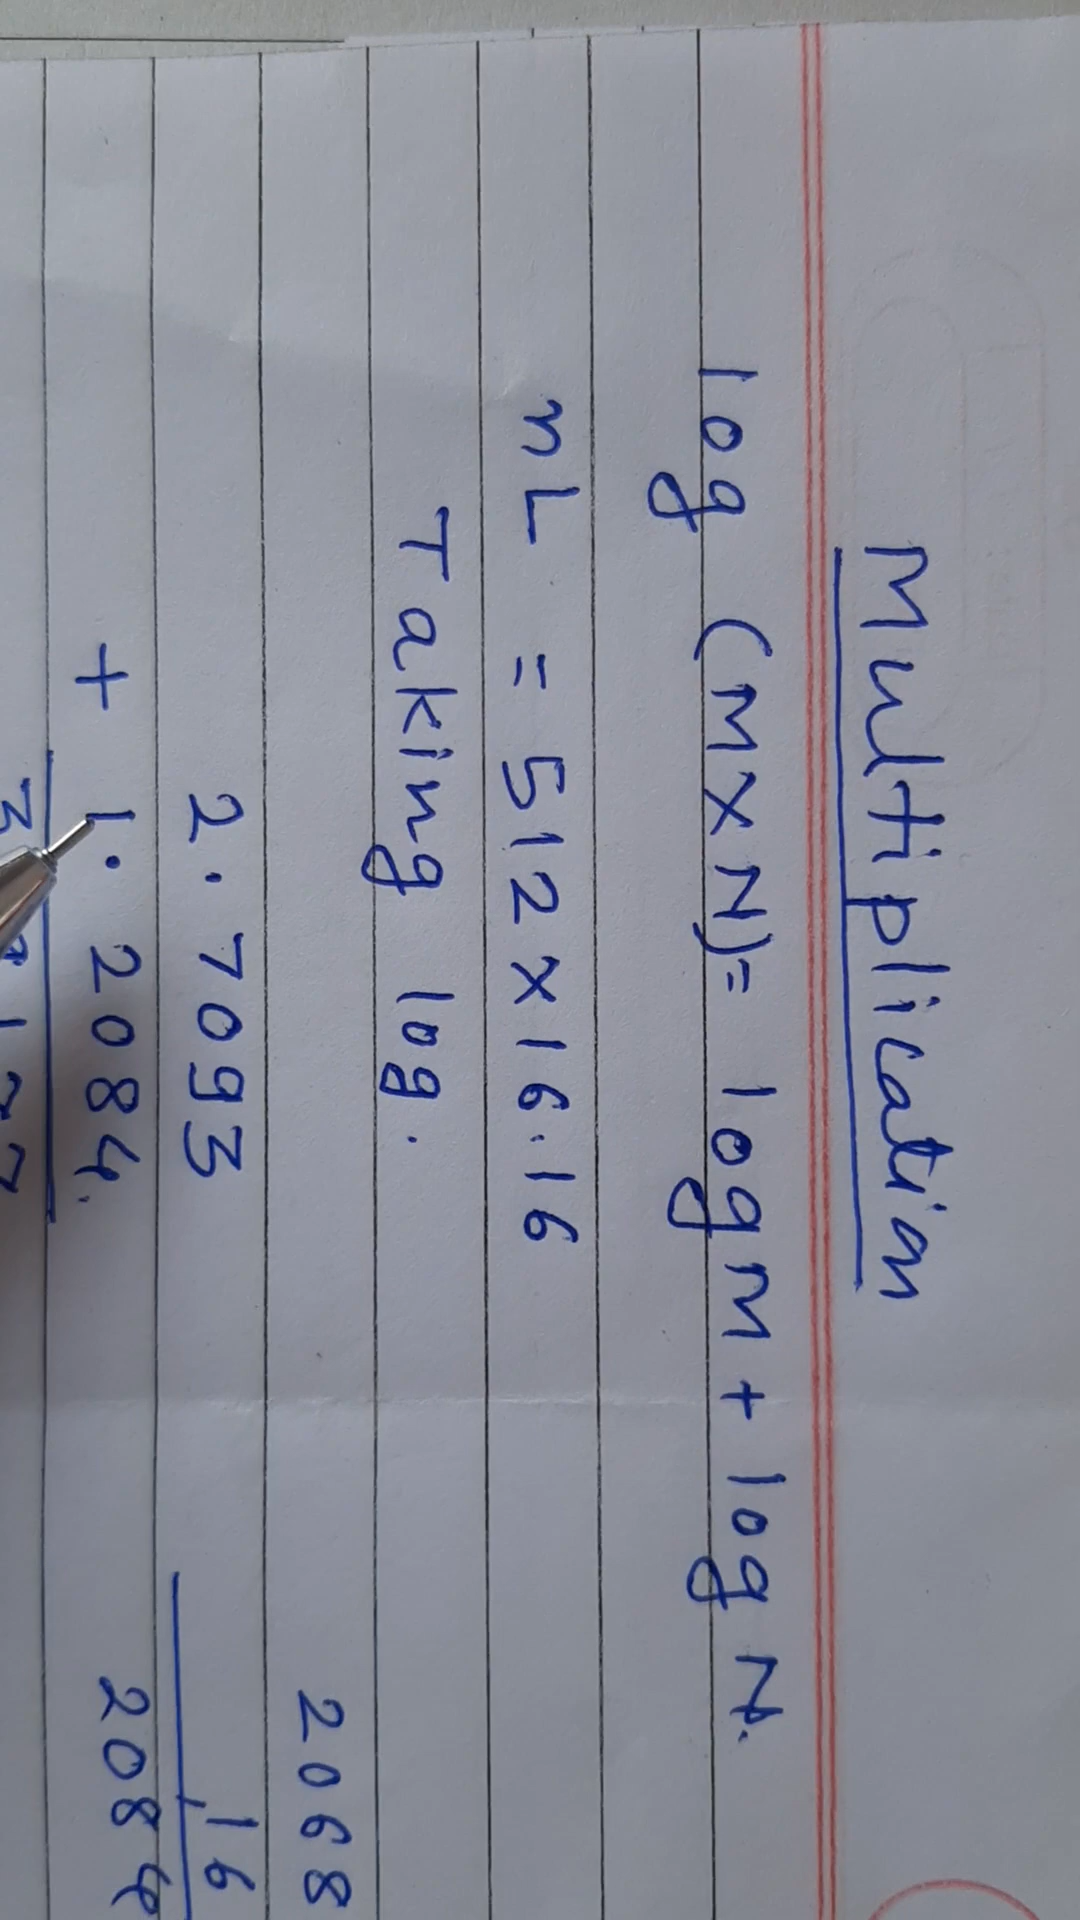 Multiplication
log (M×N)= log M + log N.
nL = 512×16.16
Taking log.
2068
2.7093
16
+ 1.2084.
2084